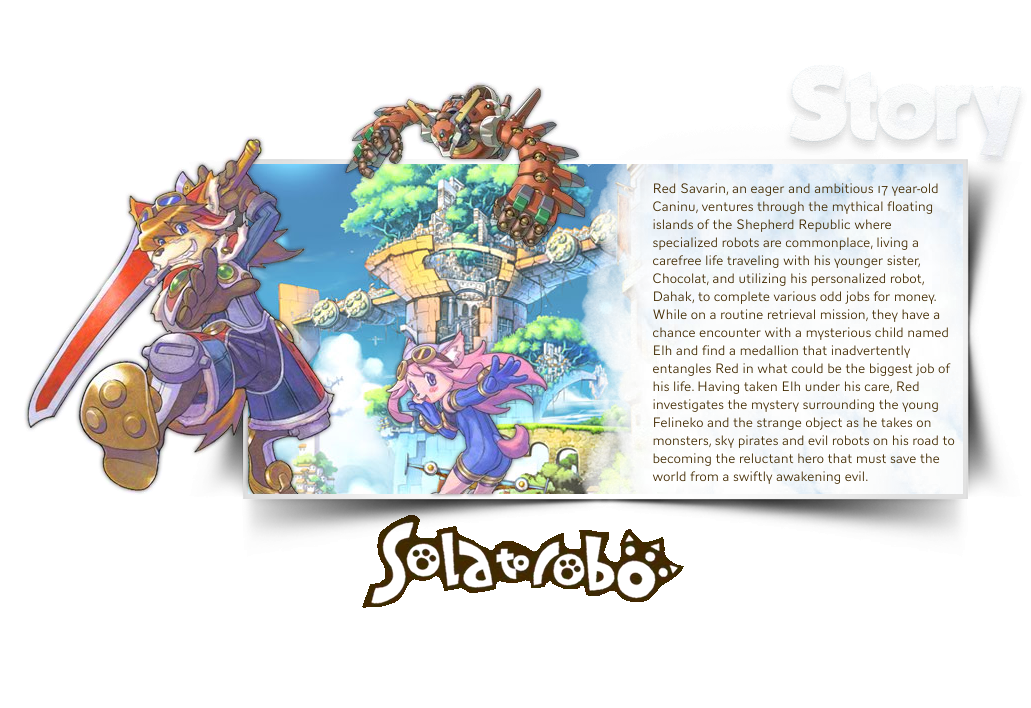 Story
Red Savarin, an eager and ambitious 17 year-old
Caninu, ventures through the mythical floating
islands of the Shepherd Republic where
specialized robots are commonplace, living a
carefree life traveling with his younger sister,
Chocolat, and utilizing his personalized robot,
Dahak, to complete various odd jobs for money.
While on a routine retrieval mission, they have a
chance encounter with a mysterious child named
Elh and find a medallion that inadvertently
entangles Red in what could be the biggest job of
his life. Having taken Elh under his care, Red
investigates the mystery surrounding the young
Felineko and the strange object as he takes on
monsters, sky pirates and evil robots on his road to
becoming the reluctant hero that must save the
world from a swiftly awakening evil.
Solatorobo